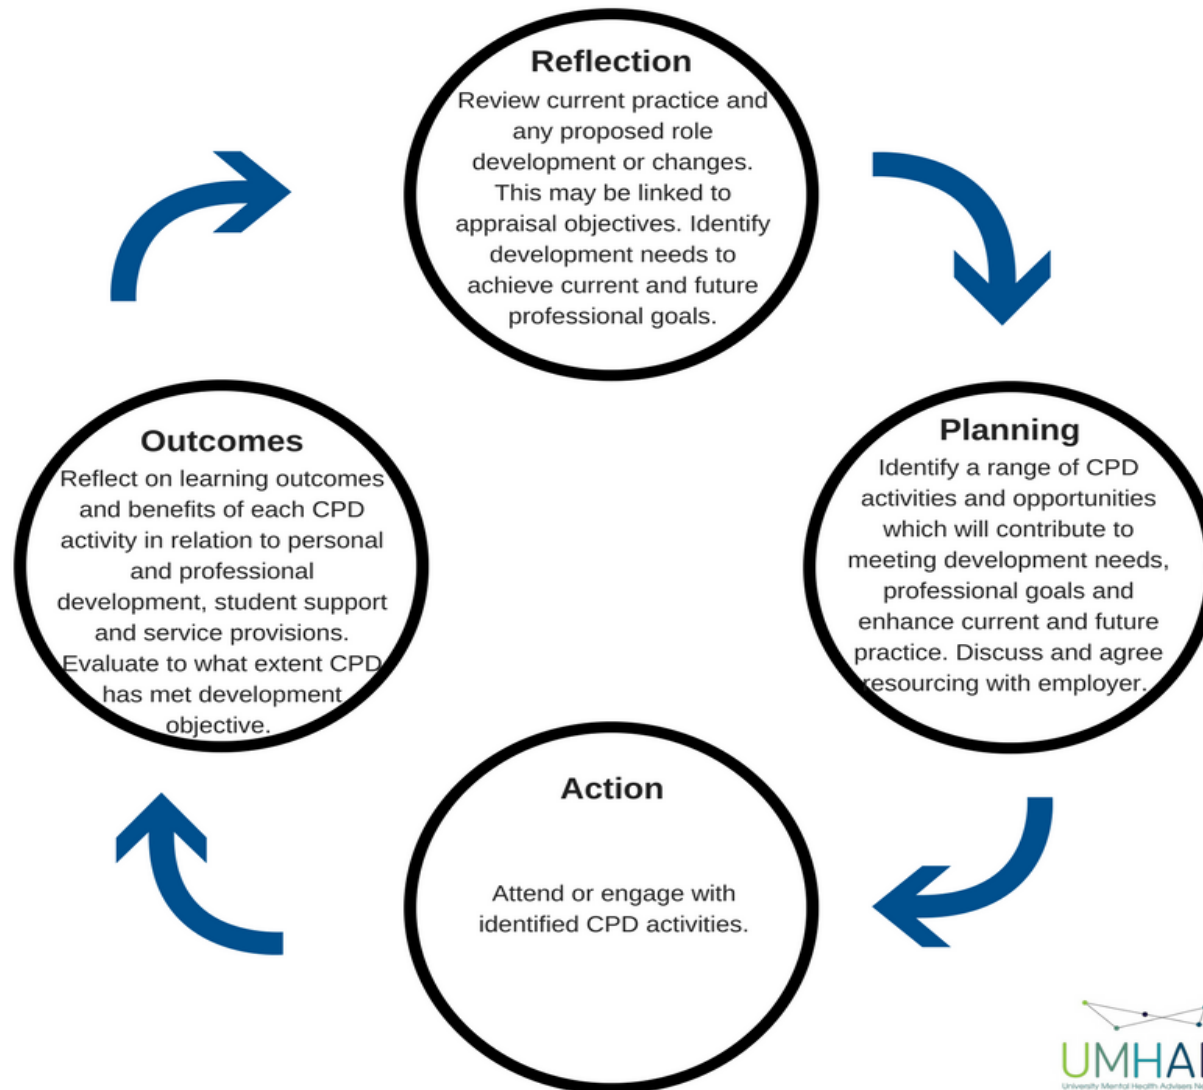 Reflection
Review current practice and
any proposed role
development or changes.
This may be linked to
appraisal objectives. Identify
development needs to
achieve current and future
professional goals.
Planning
Identify a range of CPD
activities and opportunities
which will contribute to
meeting development needs,
professional goals and
enhance current and future
practice. Discuss and agree
resourcing with employer.
Action
Attend or engage with
identified CPD activities.
Outcomes
Reflect on learning outcomes
and benefits of each CPD
activity in relation to personal
and professional
development, student support
and service provisions.
Evaluate to what extent CPD
has met development
objective.
University Mental Health Advisers